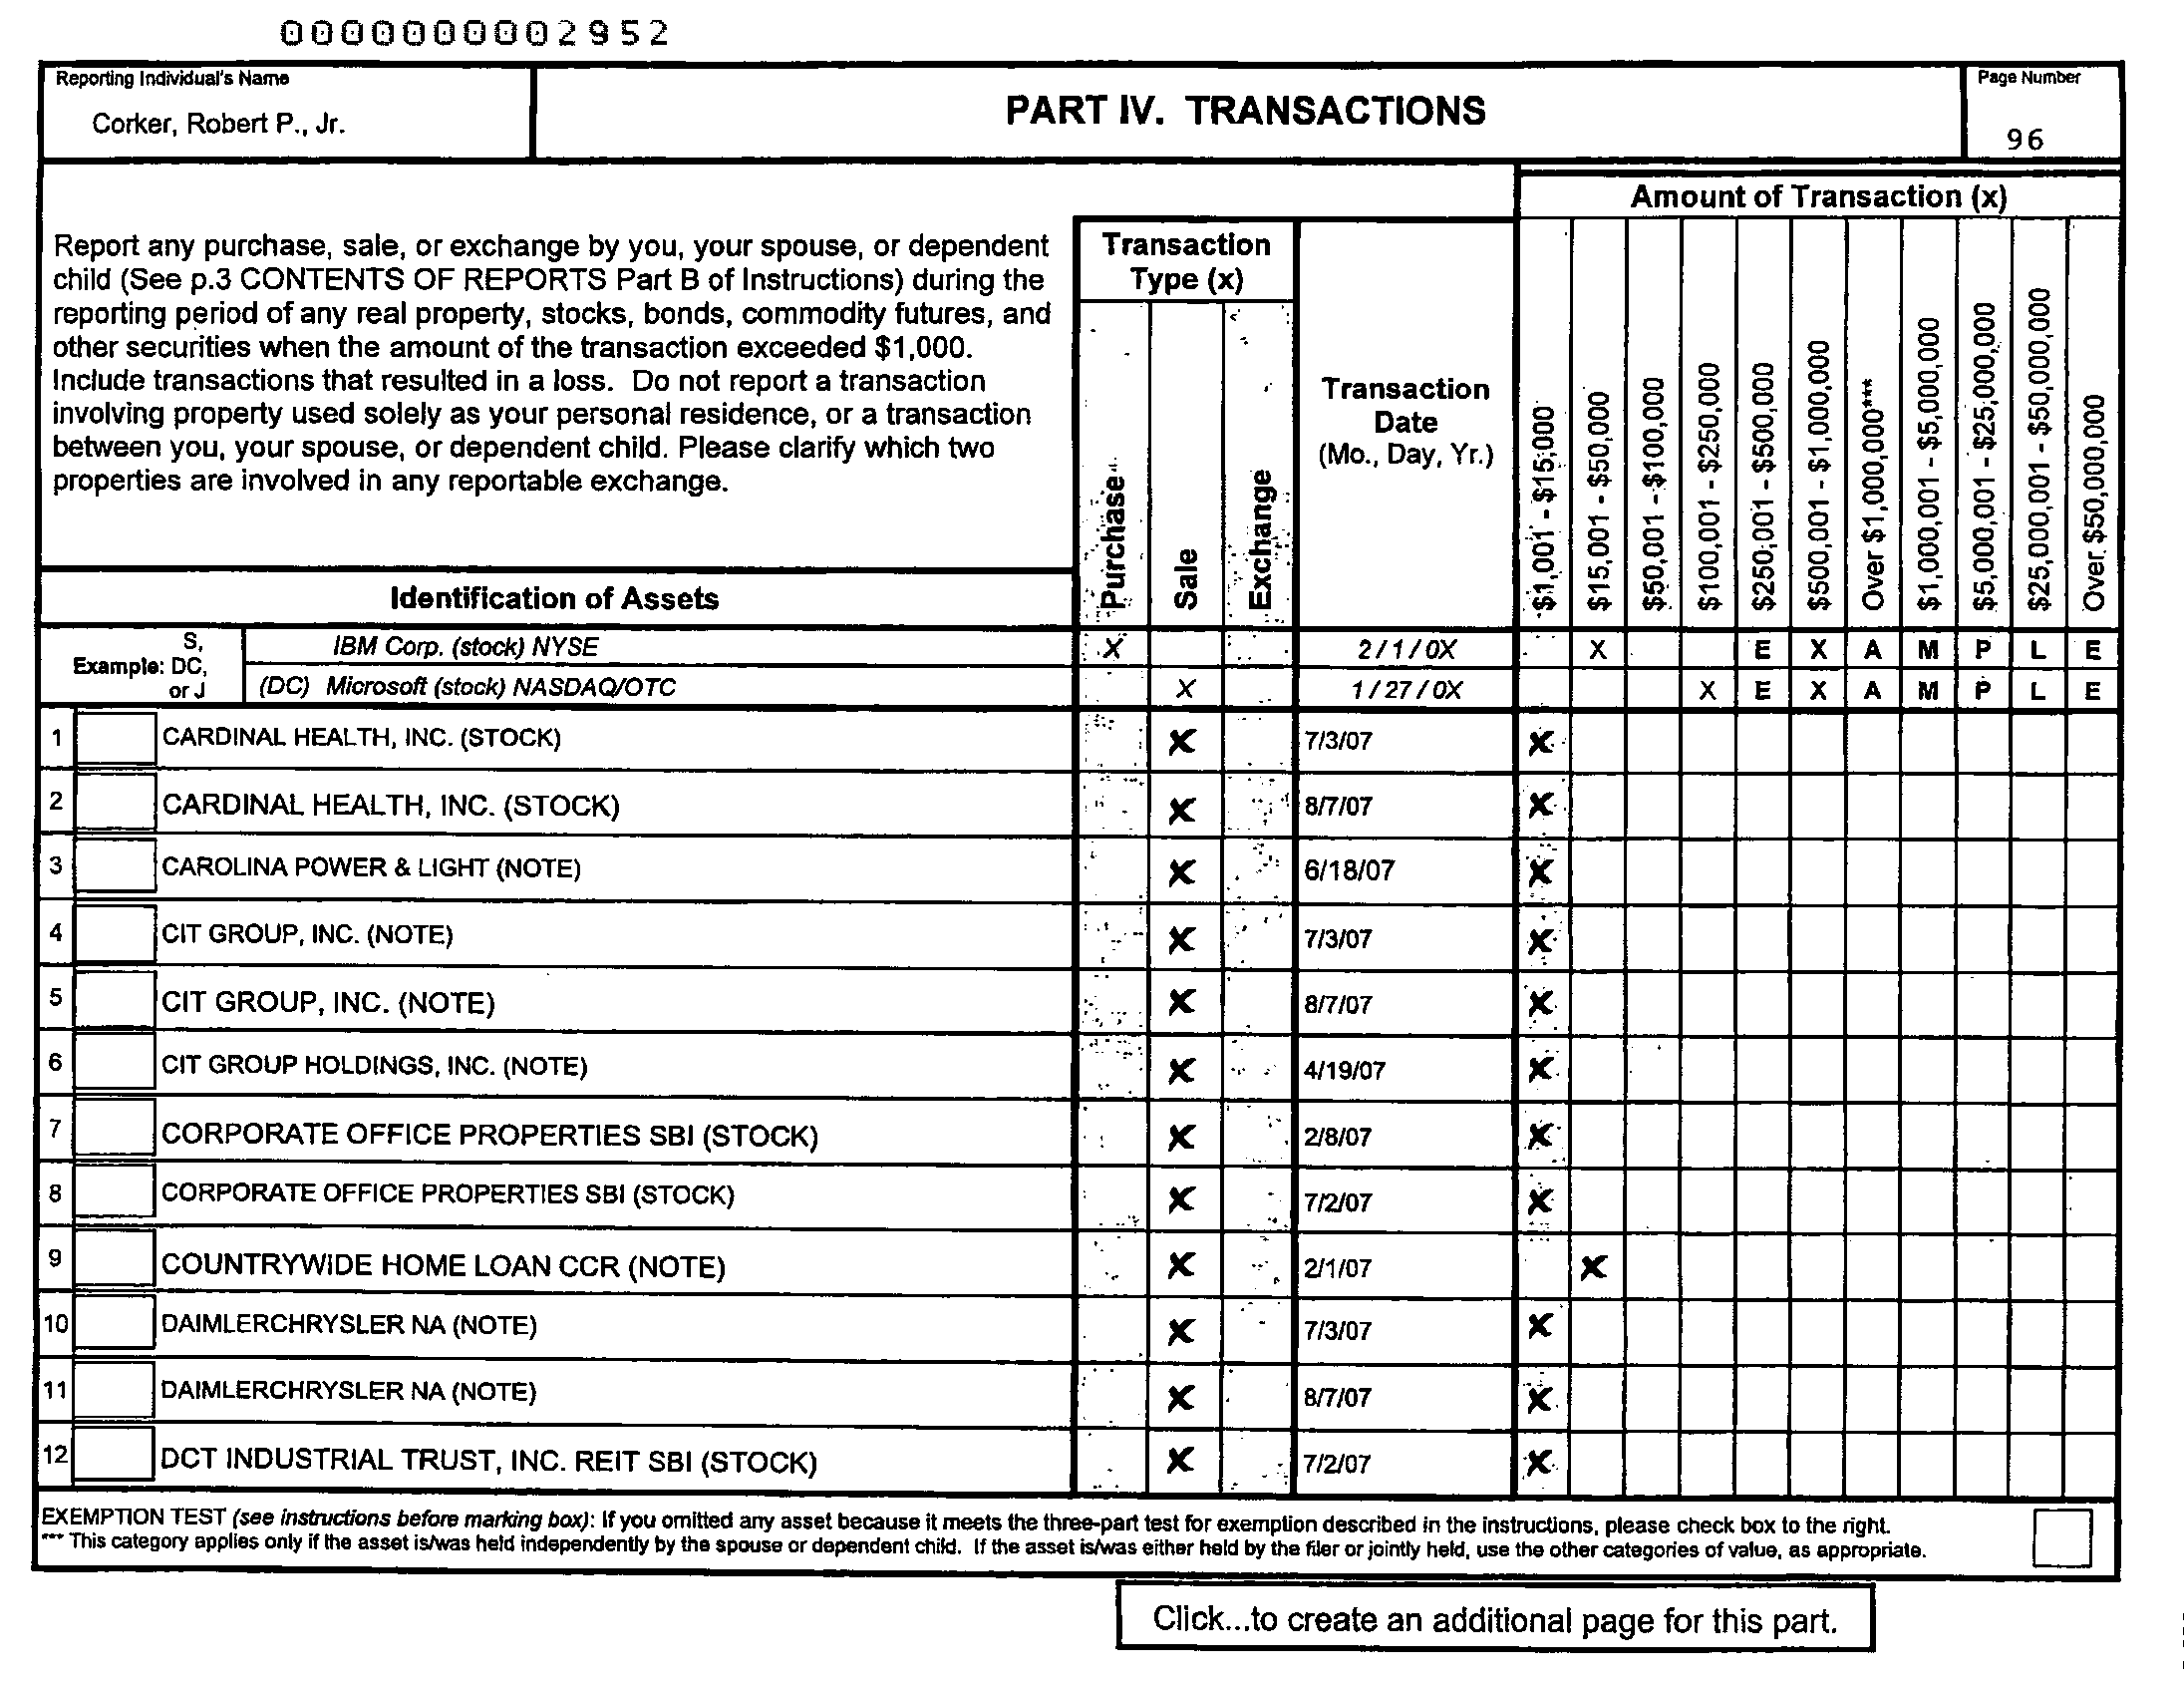 0000000002952
Reporting Individual's Name
Corker, Robert P., Jr.
PART IV. TRANSACTIONS
Page Number
96
Report any purchase, sale, or exchange by you, your spouse, or dependent
child (See p.3 CONTENTS OF REPORTS Part B of Instructions) during the
reporting period of any real property, stocks, bonds, commodity futures, and
other securities when the amount of the transaction exceeded $1,000.
Include transactions that resulted in a loss. Do not report a transaction
involving property used solely as your personal residence, or a transaction
between you, your spouse, or dependent child. Please clarify which two
properties are involved in any reportable exchange.
Identification of Assets
Transaction
Type (x)
Purchase
Sale
Exchange
Transaction
Date
(Mo., Day, Yr.)
Amount of Transaction (x)
$1,001 - $15,000
$15,001 - $50,000
$50,001 - $100,000
$100,001 - $250,000
$250,001 - $500,000
$500,001 - $1,000,000
Over $1,000,000***
$1,000,001 - $5,000,000
$5,000,001 - $25,000,000
$25,000,001 - $50,000,000
Over $50,000,000
Example: S, DC, or J
IBM Corp. (stock) NYSE X 2/1/0X X E X A M P L E
(DC) Microsoft (stock) NASDAQ/OTC X 1/27/0X X E X A M P L E
1 CARDINAL HEALTH, INC. (STOCK) X 7/3/07 X
2 CARDINAL HEALTH, INC. (STOCK) X 8/7/07 X
3 CAROLINA POWER & LIGHT (NOTE) X 6/18/07 X
4 CIT GROUP, INC. (NOTE) X 7/3/07 X
5 CIT GROUP, INC. (NOTE) X 8/7/07 X
6 CIT GROUP HOLDINGS, INC. (NOTE) X 4/19/07 X
7 CORPORATE OFFICE PROPERTIES SBI (STOCK) X 2/8/07 X
8 CORPORATE OFFICE PROPERTIES SBI (STOCK) X 7/2/07 X
9 COUNTRYWIDE HOME LOAN CCR (NOTE) X 2/1/07 X
10 DAIMLERCHRYSLER NA (NOTE) X 7/3/07 X
11 DAIMLERCHRYSLER NA (NOTE) X 8/7/07 X
12 DCT INDUSTRIAL TRUST, INC. REIT SBI (STOCK) X 7/2/07 X
EXEMPTION TEST (see instructions before marking box): If you omitted any asset because it meets the three-part test for exemption described in the instructions, please check box to the right.
*** This category applies only if the asset is/was held independently by the spouse or dependent child. If the asset is/was either held by the filer or jointly held, use the other categories of value, as appropriate.
Click...to create an additional page for this part.